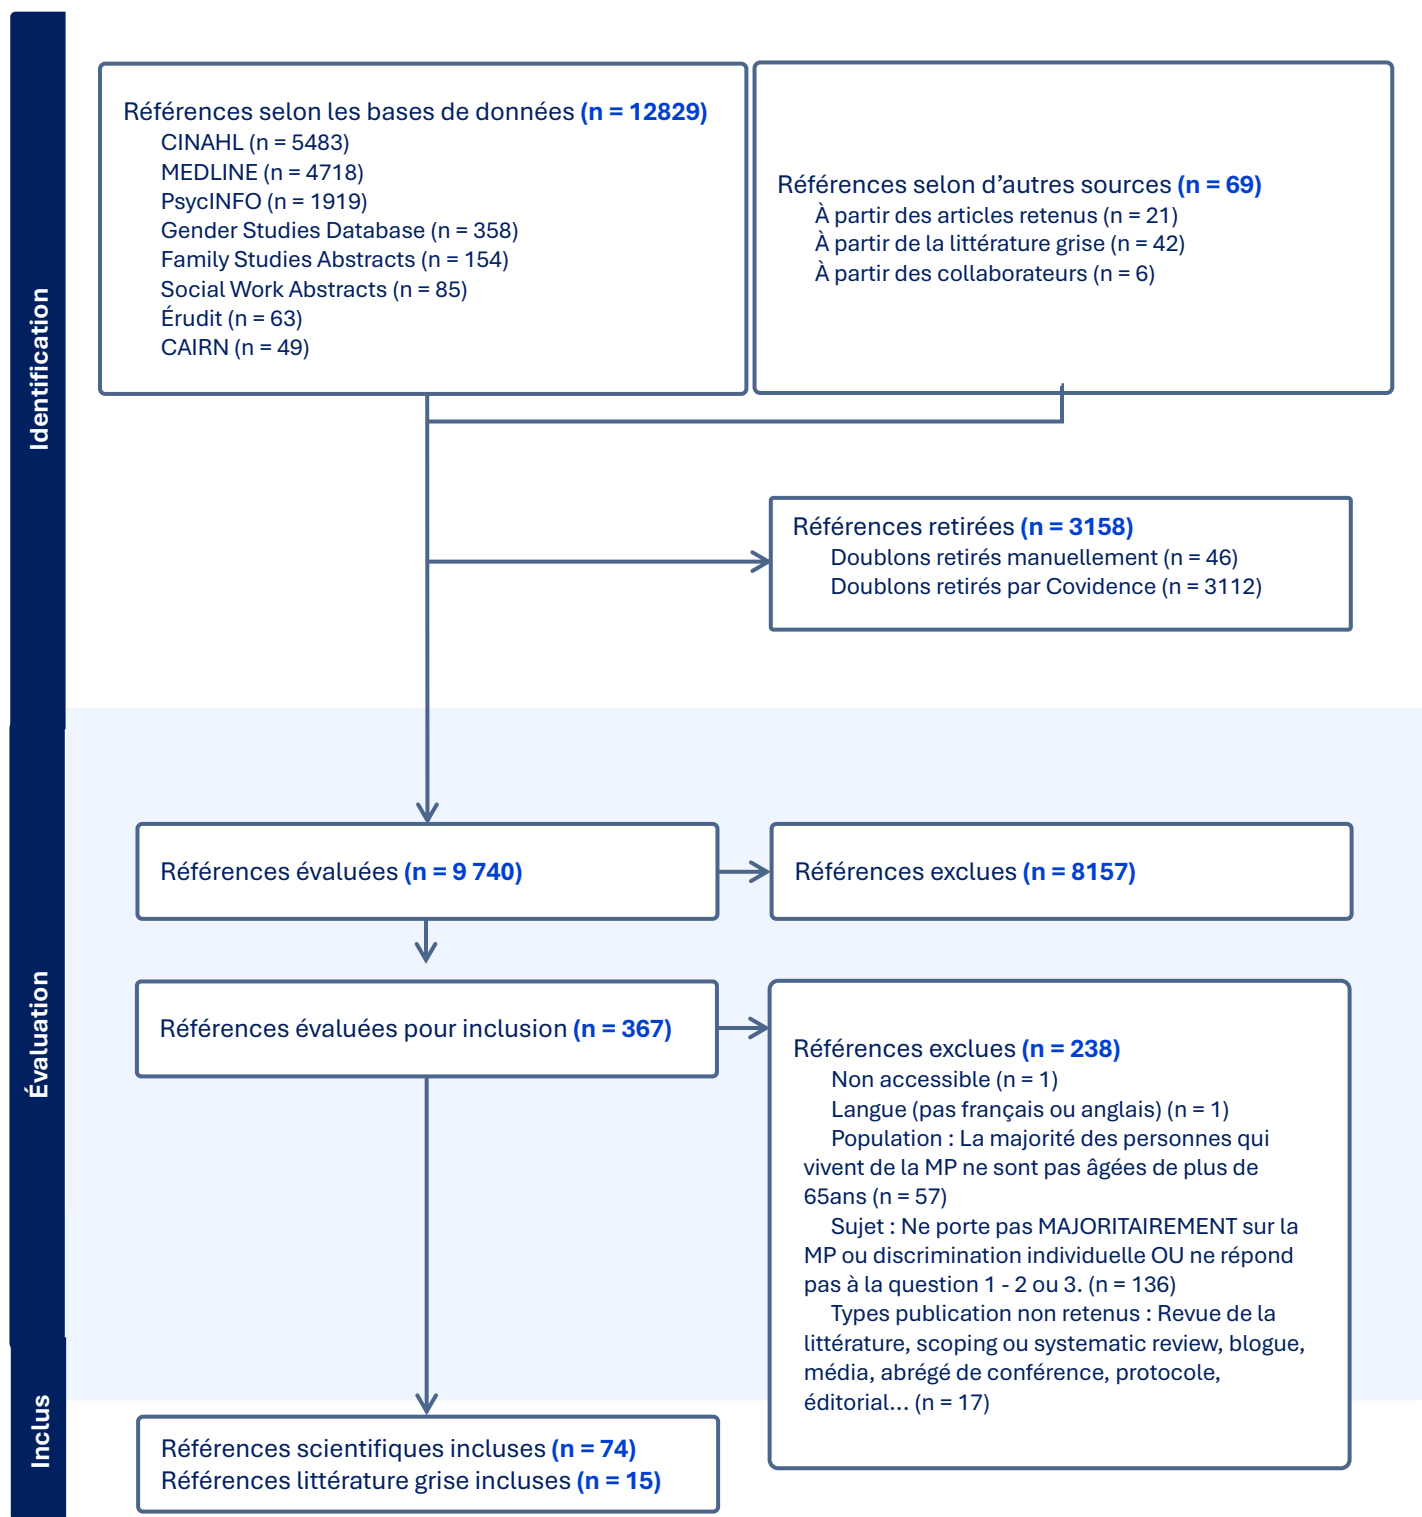 Identification
Références selon les bases de données (n = 12829)
CINAHL (n = 5483)
MEDLINE (n = 4718)
PsycINFO (n = 1919)
Gender Studies Database (n = 358)
Family Studies Abstracts (n = 154)
Social Work Abstracts (n = 85)
Érudit (n = 63)
CAIRN (n = 49)
Références selon d’autres sources (n = 69)
À partir des articles retenus (n = 21)
À partir de la littérature grise (n = 42)
À partir des collaborateurs (n = 6)
Références retirées (n = 3158)
Doublons retirés manuellement (n = 46)
Doublons retirés par Covidence (n = 3112)
Évaluation
Références évaluées (n = 9 740)
Références exclues (n = 8157)
Références évaluées pour inclusion (n = 367)
Références exclues (n = 238)
Non accessible (n = 1)
Langue (pas français ou anglais) (n = 1)
Population : La majorité des personnes qui
vivent de la MP ne sont pas âgées de plus de
65ans (n = 57)
Sujet : Ne porte pas MAJORITAIREMENT sur la
MP ou discrimination individuelle OU ne répond
pas à la question 1 - 2 ou 3. (n = 136)
Types publication non retenus : Revue de la
littérature, scoping ou systematic review, blogue,
média, abrégé de conférence, protocole,
éditorial... (n = 17)
Inclus
Références scientifiques incluses (n = 74)
Références littérature grise incluses (n = 15)